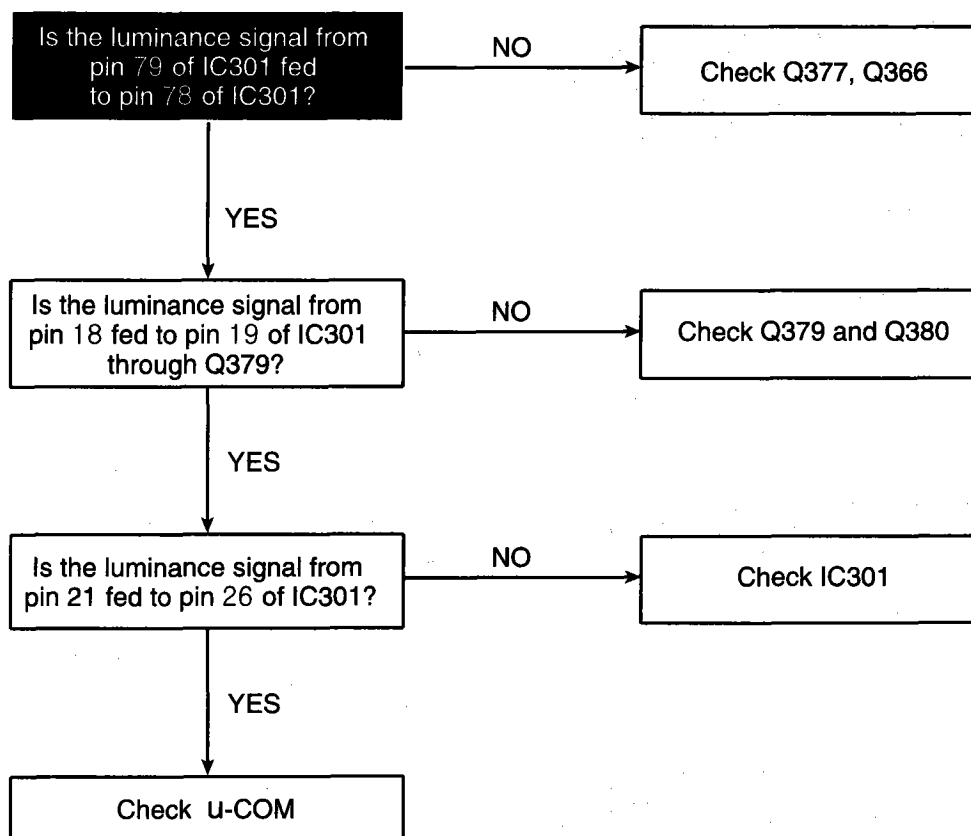 Is the luminance signal from
pin 79 of IC301 fed
to pin 78 of IC301?
NO
Check Q377, Q366
YES
Is the luminance signal from
pin 18 fed to pin 19 of IC301
through Q379?
NO
Check Q379 and Q380
YES
Is the luminance signal from
pin 21 fed to pin 26 of IC301?
NO
Check IC301
YES
Check u-COM